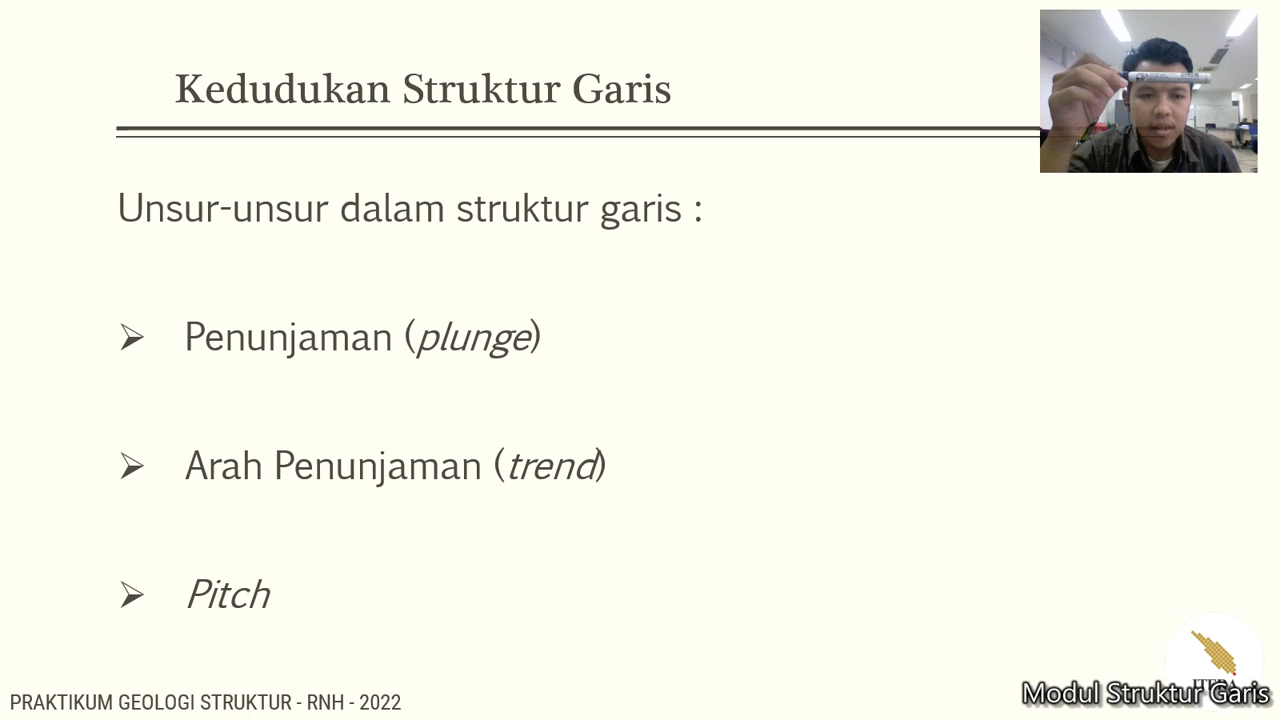 Kedudukan Struktur Garis
Unsur-unsur dalam struktur garis :
Penunjaman (plunge)
Arah Penunjaman (trend)
Pitch
ITERA
Modul Struktur Garis
PRAKTIKUM GEOLOGI STRUKTUR - RNH - 2022